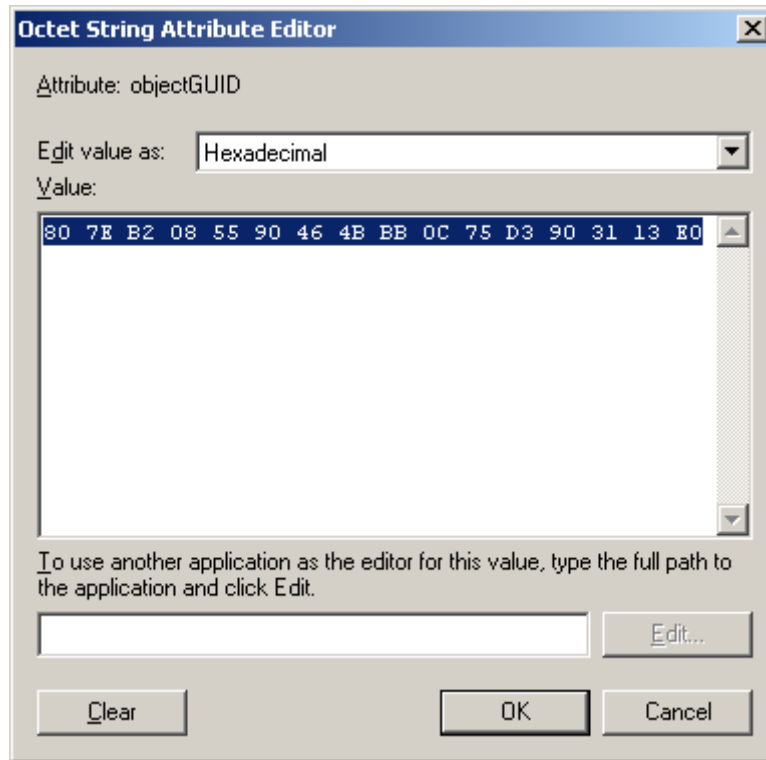 Octet String Attribute Editor
Attribute: objectGUID
Edit value as: Hexadecimal
Value:
80 7E B2 08 55 90 46 4B BB 0C 75 D3 90 31 13 E0
To use another application as the editor for this value, type the full path to
the application and click Edit.
Edit...
Clear OK Cancel